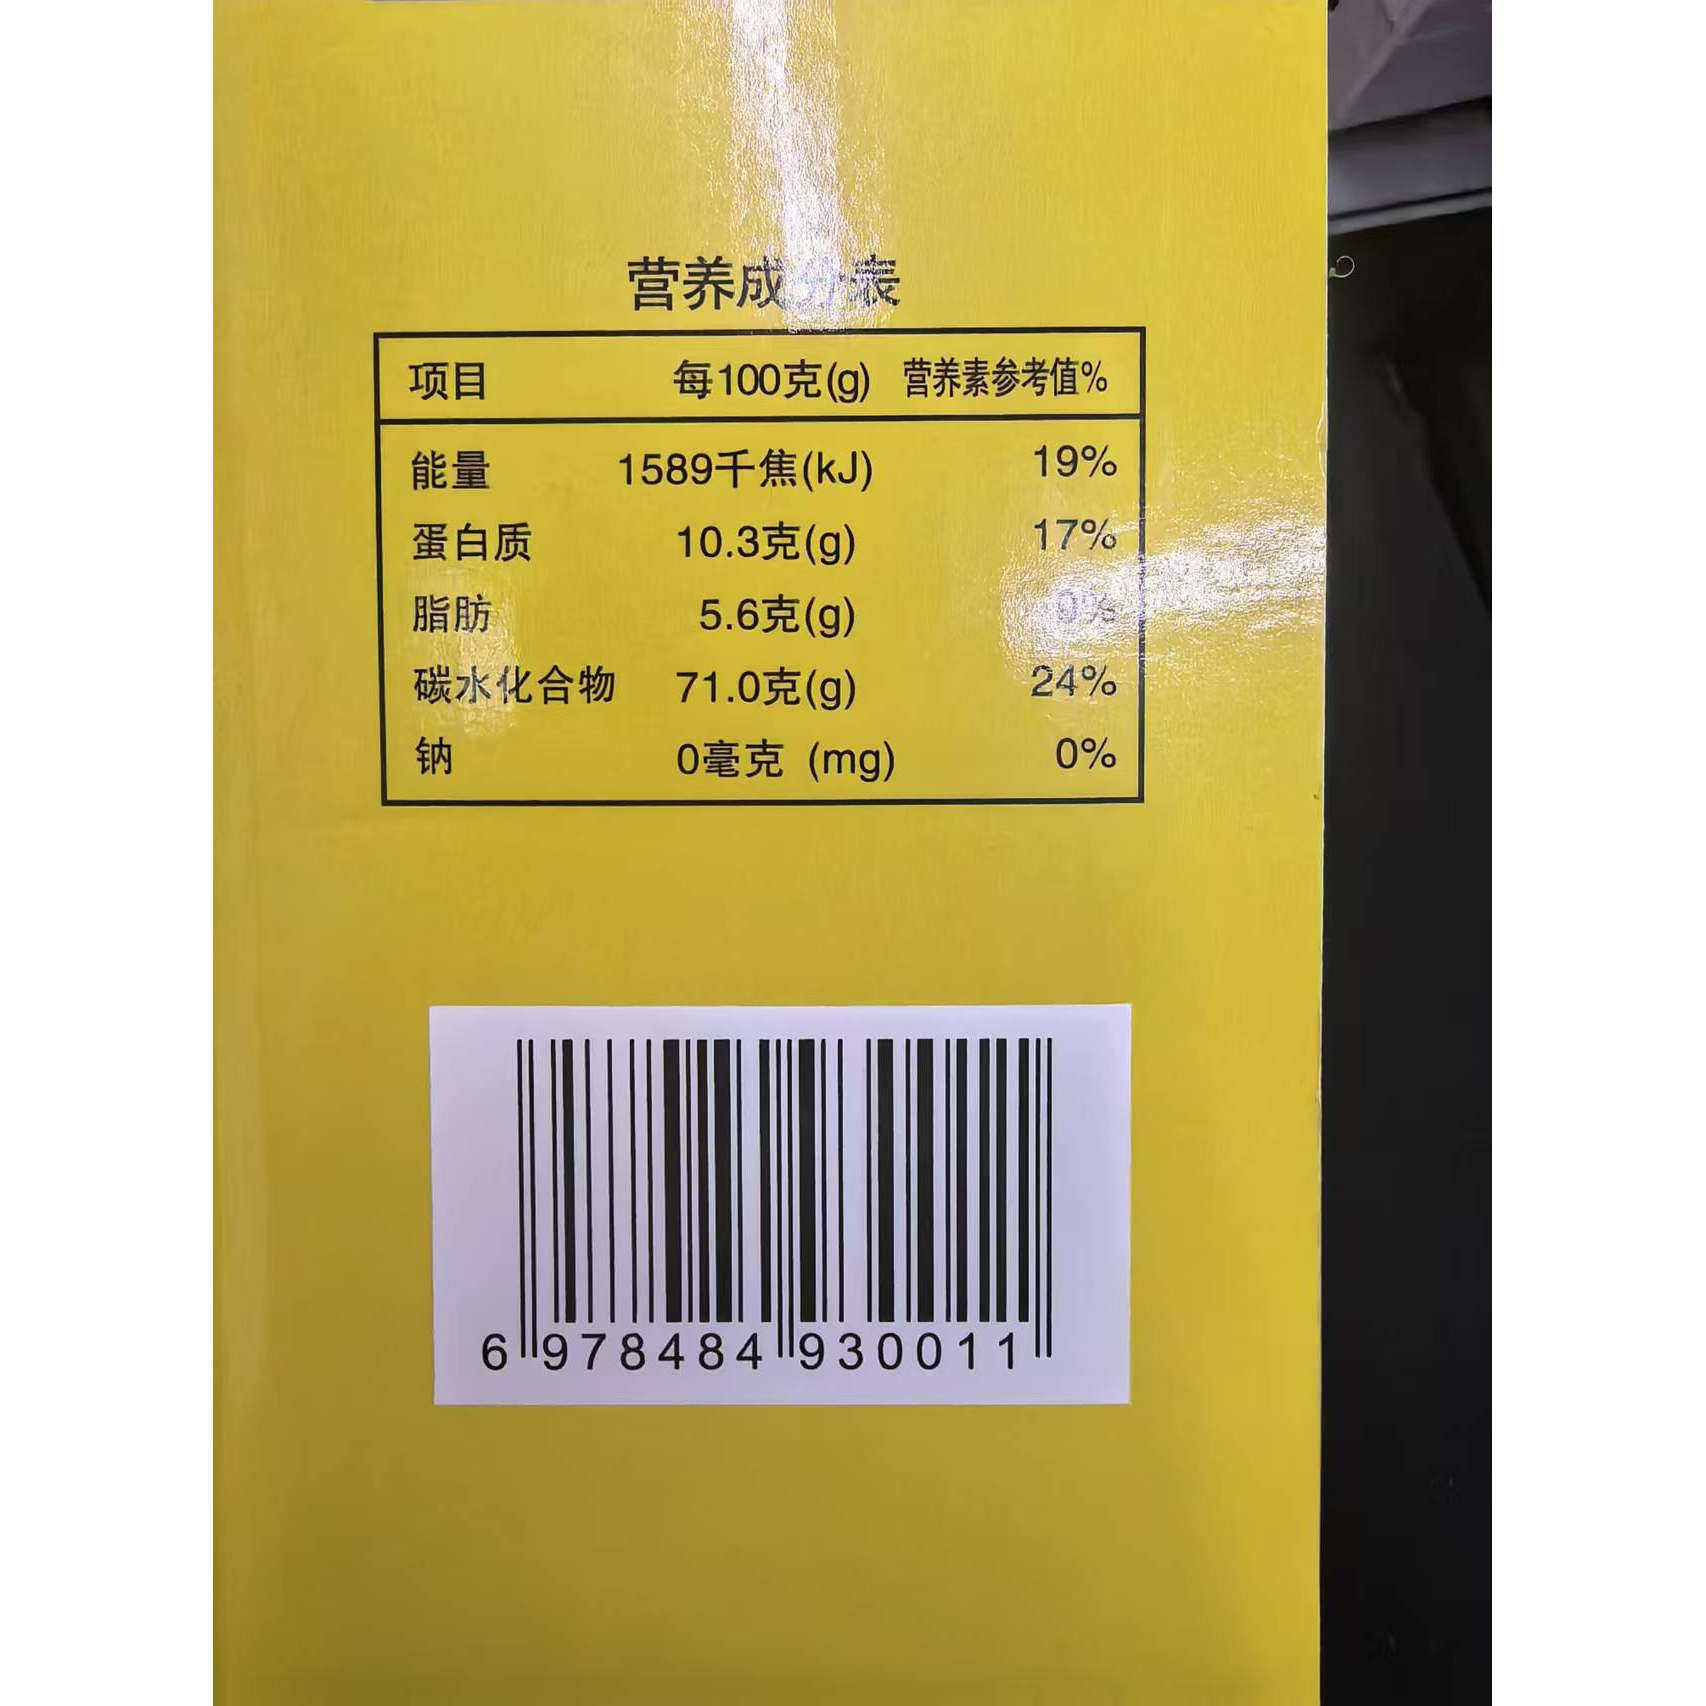 营养成分表
项目 每100克(g) 营养素参考值%
能量 1589千焦(kJ) 19%
蛋白质 10.3克(g) 17%
脂肪 5.6克(g) 9%
碳水化合物 71.0克(g) 24%
钠 0毫克 (mg) 0%
6 978484 930011